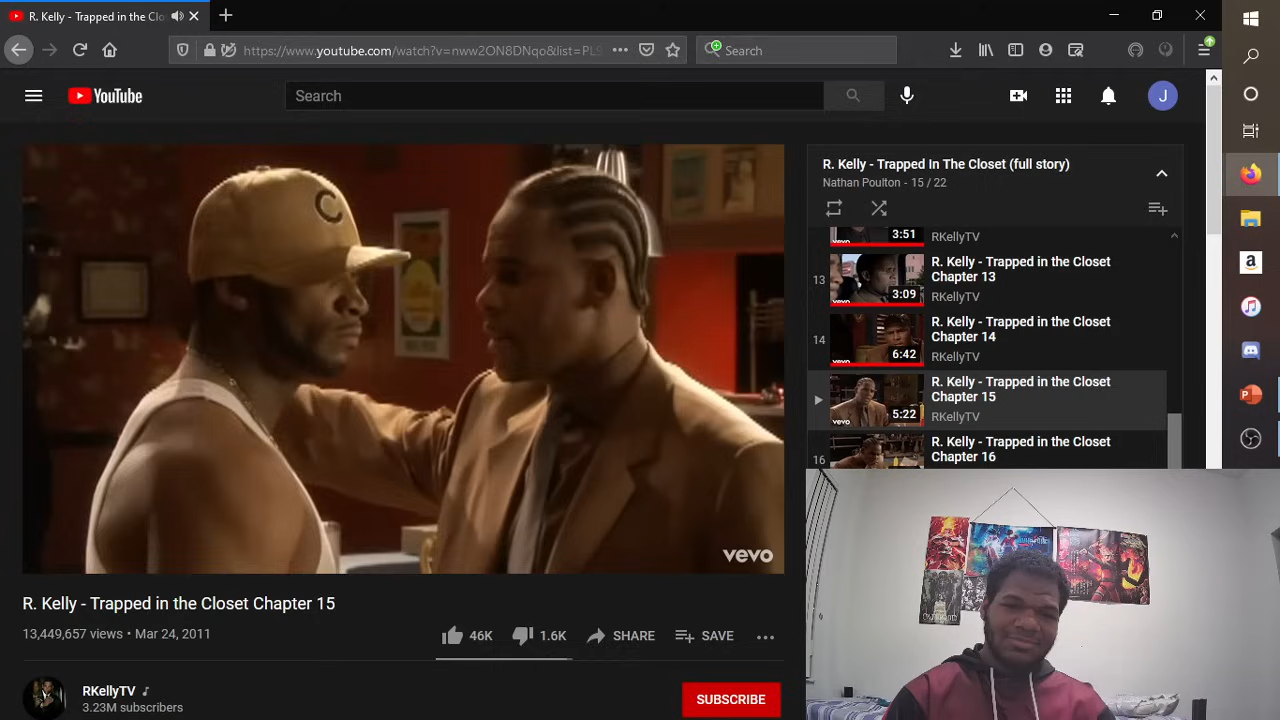 R. Kelly - Trapped in the Clo
https://www.youtube.com/watch?v=nww2ON8DNqo&list=PL9
Search
YouTube
Search
J
C
vevo
R. Kelly - Trapped In The Closet (full story)
Nathan Poulton - 15 / 22
3:51
RKellyTV
13
3:09
R. Kelly - Trapped in the Closet
Chapter 13
RKellyTV
14
6:42
R. Kelly - Trapped in the Closet
Chapter 14
RKellyTV
5:22
R. Kelly - Trapped in the Closet
Chapter 15
RKellyTV
16
R. Kelly - Trapped in the Closet
Chapter 16
R. Kelly - Trapped in the Closet Chapter 15
13,449,657 views • Mar 24, 2011
46K
1.6K
SHARE
SAVE
RKellyTV
3.23M subscribers
SUBSCRIBE